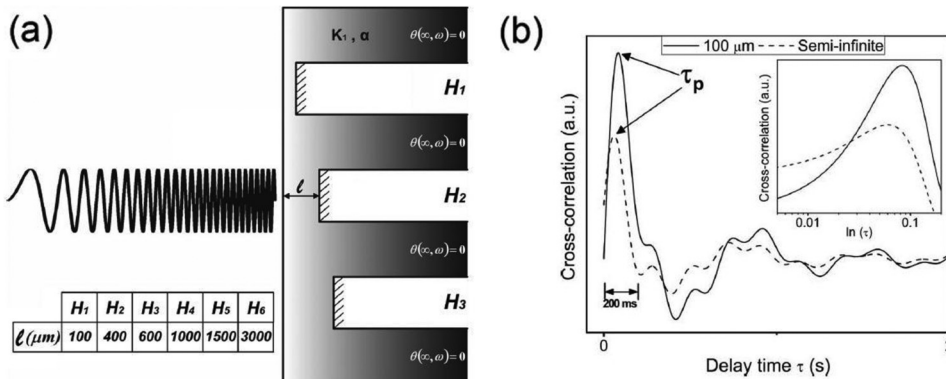 (a)
K₁ , α
θ(∞,ω)=0
H₁
θ(∞,ω)=0
ℓ
H₂
θ(∞,ω)=0
H₃
θ(∞,ω)=0
H₁ H₂ H₃ H₄ H₅ H₆
ℓ(μm) 100 400 600 1000 1500 3000
(b)
100 μm Semi-infinite
τp
Cross-correlation (a.u.)
Cross-correlation (a.u.)
0.01 0.1
ln (τ)
200 ms
0
Delay time τ (s)